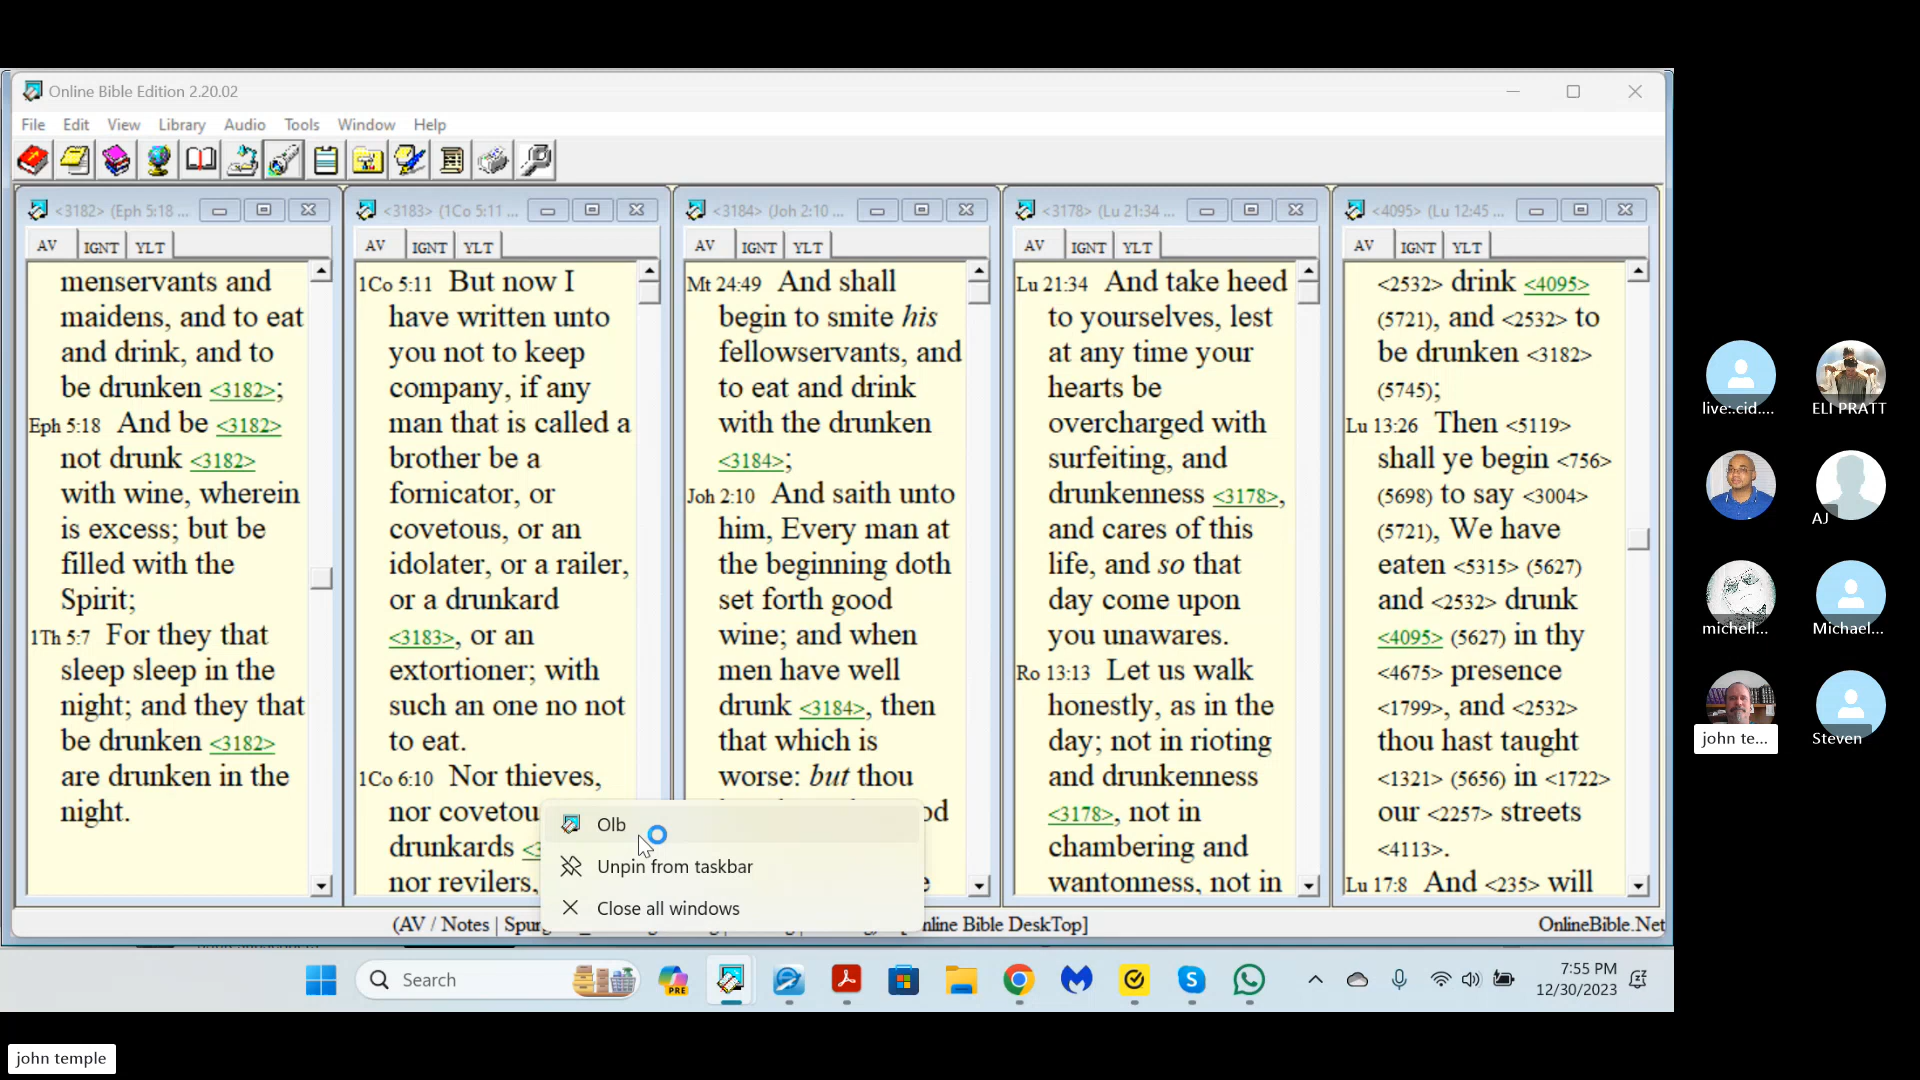 Online Bible Edition 2.20.02
File Edit View Library Audio Tools Window Help
<3182> (Eph 5:18 ...
AV IGNT YLT
menservants and
maidens, and to eat
and drink, and to
be drunken <3182>;
Eph 5:18 And be <3182>
not drunk <3182>
with wine, wherein
is excess; but be
filled with the
Spirit;
1Th 5:7 For they that
sleep sleep in the
night; and they that
be drunken <3182>
are drunken in the
night.
<3183> (1Co 5:11 ...
AV IGNT YLT
1Co 5:11 But now I
have written unto
you not to keep
company, if any
man that is called a
brother be a
fornicator, or
covetous, or an
idolater, or a railer,
or a drunkard
<3183>, or an
extortioner; with
such an one no not
to eat.
1Co 6:10 Nor thieves,
nor covetou
drunkards <3
nor revilers,
<3184> (Joh 2:10 ...
AV IGNT YLT
Mt 24:49 And shall
begin to smite his
fellowservants, and
to eat and drink
with the drunken
<3184>;
Joh 2:10 And saith unto
him, Every man at
the beginning doth
set forth good
wine; and when
men have well
drunk <3184>, then
that which is
worse: but thou
od
e
<3178> (Lu 21:34 ...
AV IGNT YLT
Lu 21:34 And take heed
to yourselves, lest
at any time your
hearts be
overcharged with
surfeiting, and
drunkenness <3178>,
and cares of this
life, and so that
day come upon
you unawares.
Ro 13:13 Let us walk
honestly, as in the
day; not in rioting
and drunkenness
<3178>, not in
chambering and
wantonness, not in
<4095> (Lu 12:45 ...
AV IGNT YLT
<2532> drink <4095>
(5721), and <2532> to
be drunken <3182>
(5745);
Lu 13:26 Then <5119>
shall ye begin <756>
(5698) to say <3004>
(5721), We have
eaten <5315> (5627)
and <2532> drunk
<4095> (5627) in thy
<4675> presence
<1799>, and <2532>
thou hast taught
<1321> (5656) in <1722>
our <2257> streets
<4113>.
Lu 17:8 And <235> will
Olb
Unpin from taskbar
Close all windows
(AV / Notes | Spur
nline Bible DeskTop]
OnlineBible.Net
Search
PRE
7:55 PM
12/30/2023
live:.cid....
ELI PRATT
AJ
michell...
Michael...
john te...
Steven
john temple